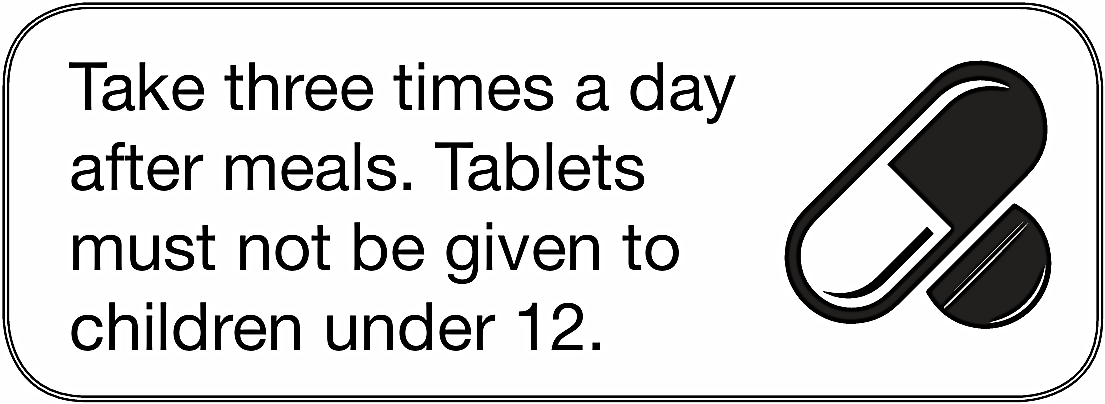 Take three times a day
after meals. Tablets
must not be given to
children under 12.